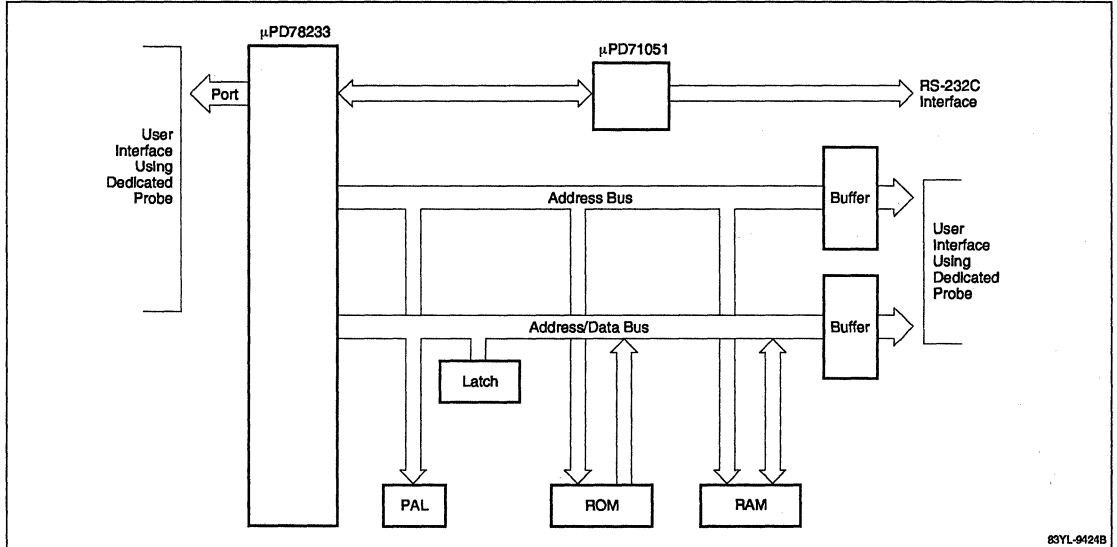 μPD78233
μPD71051
Port
RS-232C
Interface
User
Interface
Using
Dedicated
Probe
Address Bus
Buffer
User
Interface
Using
Dedicated
Probe
Address/Data Bus
Buffer
Latch
PAL
ROM
RAM
83YL-9424B